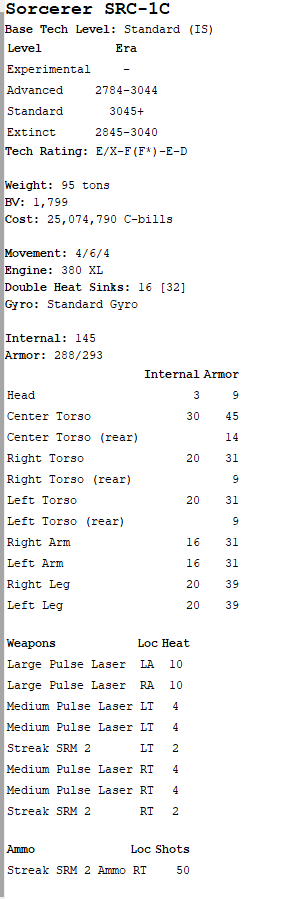 Sorcerer SRC-1C
Base Tech Level: Standard (IS)
Level Era
Experimental -
Advanced 2784-3044
Standard 3045+
Extinct 2845-3040
Tech Rating: E/X-F(F*)-E-D
Weight: 95 tons
BV: 1,799
Cost: 25,074,790 C-bills
Movement: 4/6/4
Engine: 380 XL
Double Heat Sinks: 16 [32]
Gyro: Standard Gyro
Internal: 145
Armor: 288/293
Internal Armor
Head 3 9
Center Torso 30 45
Center Torso (rear) 14
Right Torso 20 31
Right Torso (rear) 9
Left Torso 20 31
Left Torso (rear) 9
Right Arm 16 31
Left Arm 16 31
Right Leg 20 39
Left Leg 20 39
Weapons Loc Heat
Large Pulse Laser LA 10
Large Pulse Laser RA 10
Medium Pulse Laser LT 4
Medium Pulse Laser LT 4
Streak SRM 2 LT 2
Medium Pulse Laser RT 4
Medium Pulse Laser RT 4
Streak SRM 2 RT 2
Ammo Loc Shots
Streak SRM 2 Ammo RT 50